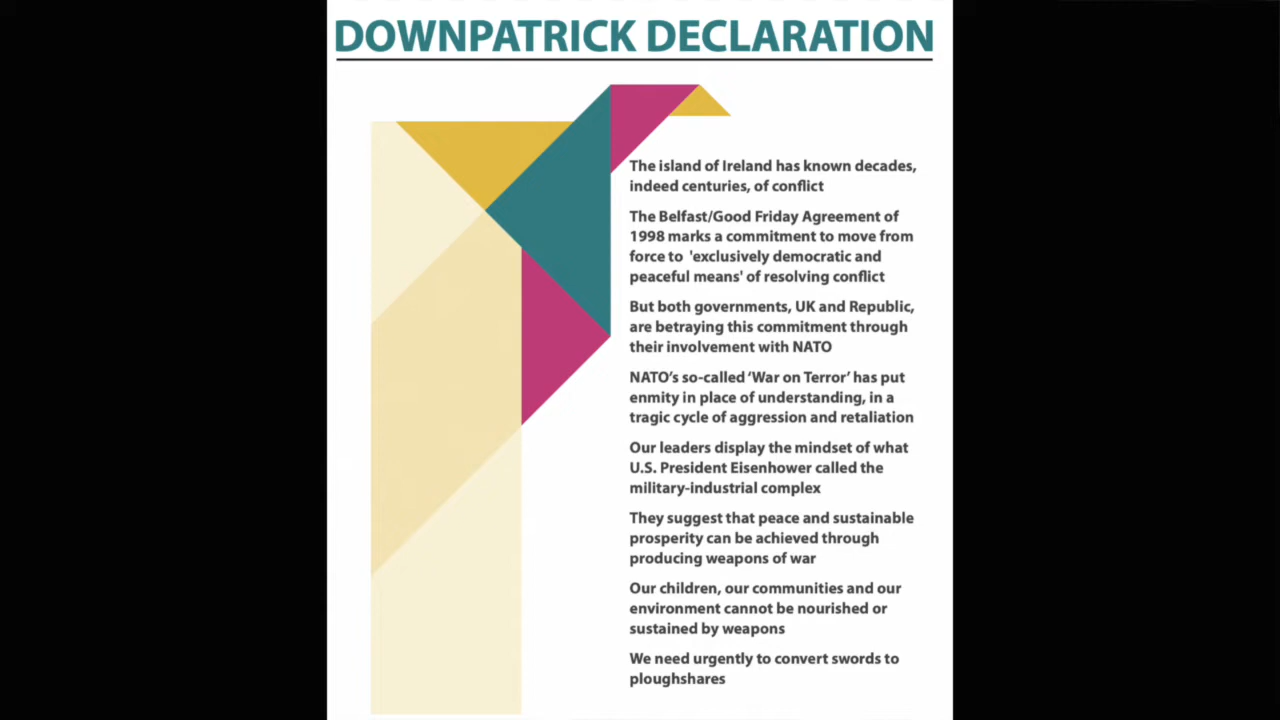 DOWNPATRICK DECLARATION
The island of Ireland has known decades,
indeed centuries, of conflict
The Belfast/Good Friday Agreement of
1998 marks a commitment to move from
force to 'exclusively democratic and
peaceful means' of resolving conflict
But both governments, UK and Republic,
are betraying this commitment through
their involvement with NATO
NATO’s so-called ‘War on Terror’ has put
enmity in place of understanding, in a
tragic cycle of aggression and retaliation
Our leaders display the mindset of what
U.S. President Eisenhower called the
military-industrial complex
They suggest that peace and sustainable
prosperity can be achieved through
producing weapons of war
Our children, our communities and our
environment cannot be nourished or
sustained by weapons
We need urgently to convert swords to
ploughshares